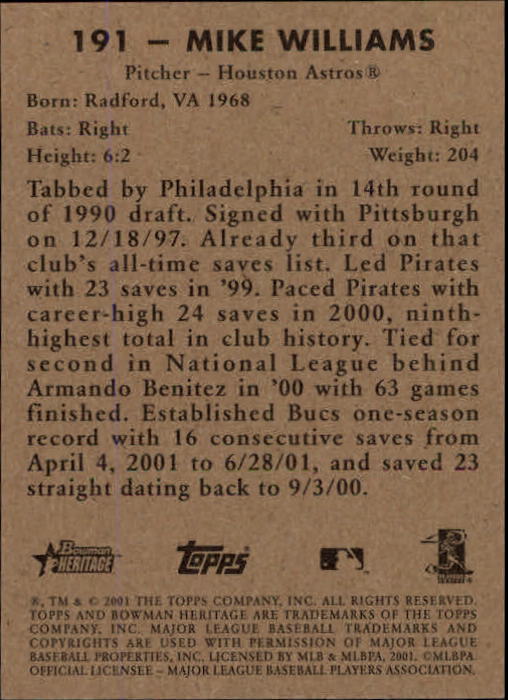 191 – MIKE WILLIAMS
Pitcher – Houston Astros®
Born: Radford, VA 1968
Bats: Right Throws: Right
Height: 6:2 Weight: 204
Tabbed by Philadelphia in 14th round
of 1990 draft. Signed with Pittsburgh
on 12/18/97. Already third on that
club's all-time saves list. Led Pirates
with 23 saves in '99. Paced Pirates with
career-high 24 saves in 2000, ninth-
highest total in club history. Tied for
second in National League behind
Armando Benitez in '00 with 63 games
finished. Established Bucs one-season
record with 16 consecutive saves from
April 4, 2001 to 6/28/01, and saved 23
straight dating back to 9/3/00.
Bowman
HERITAGE
TOPPS
®, TM & © 2001 THE TOPPS COMPANY, INC. ALL RIGHTS RESERVED.
TOPPS AND BOWMAN HERITAGE ARE TRADEMARKS OF THE TOPPS
COMPANY, INC. MAJOR LEAGUE BASEBALL TRADEMARKS AND
COPYRIGHTS ARE USED WITH PERMISSION OF MAJOR LEAGUE
BASEBALL PROPERTIES, INC. LICENSED BY MLB & MLBPA, 2001. ©MLBPA
OFFICIAL LICENSEE – MAJOR LEAGUE BASEBALL PLAYERS ASSOCIATION.